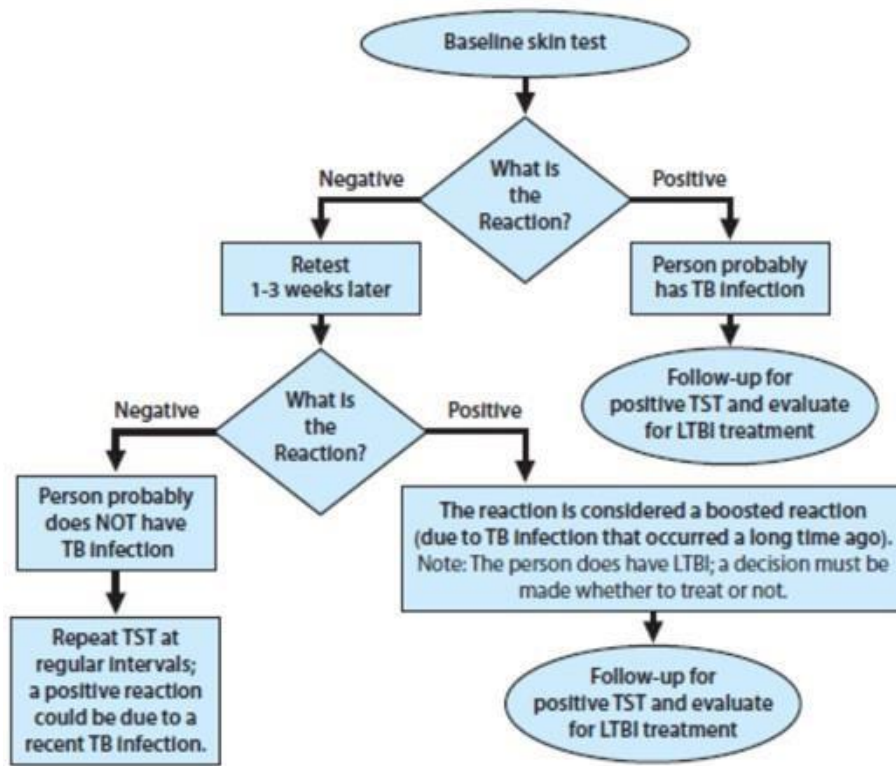 Baseline skin test
What is
the
Reaction?
Negative
Positive
Retest
1-3 weeks later
Person probably
has TB infection
Follow-up for
positive TST and evaluate
for LTBI treatment
What is
the
Reaction?
Negative
Positive
Person probably
does NOT have
TB infection
The reaction is considered a boosted reaction
(due to TB infection that occurred a long time ago).
Note: The person does have LTBI; a decision must be
made whether to treat or not.
Repeat TST at
regular intervals;
a positive reaction
could be due to a
recent TB infection.
Follow-up for
positive TST and evaluate
for LTBI treatment